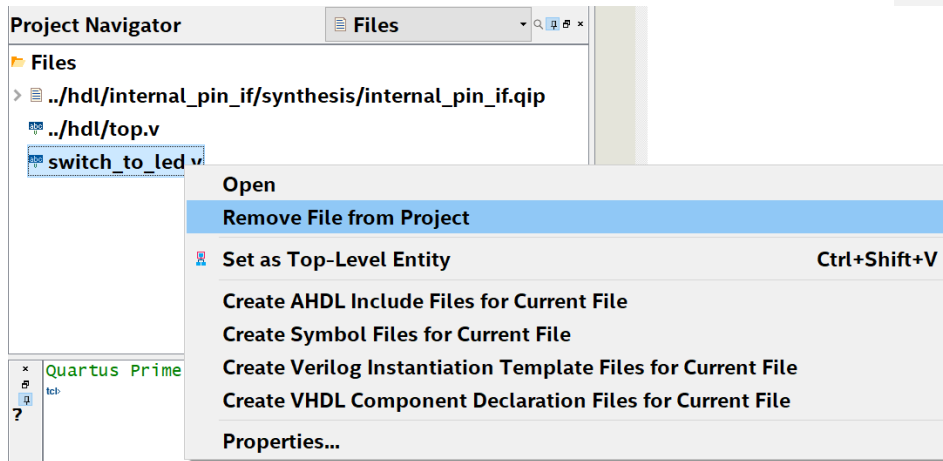 Project Navigator Files
Files
../hdl/internal_pin_if/synthesis/internal_pin_if.qip
../hdl/top.v
switch_to_led.v
Open
Remove File from Project
Set as Top-Level Entity Ctrl+Shift+V
Create AHDL Include Files for Current File
Create Symbol Files for Current File
Quartus Prime
Create Verilog Instantiation Template Files for Current File
tcl>
Create VHDL Component Declaration Files for Current File
?
Properties...